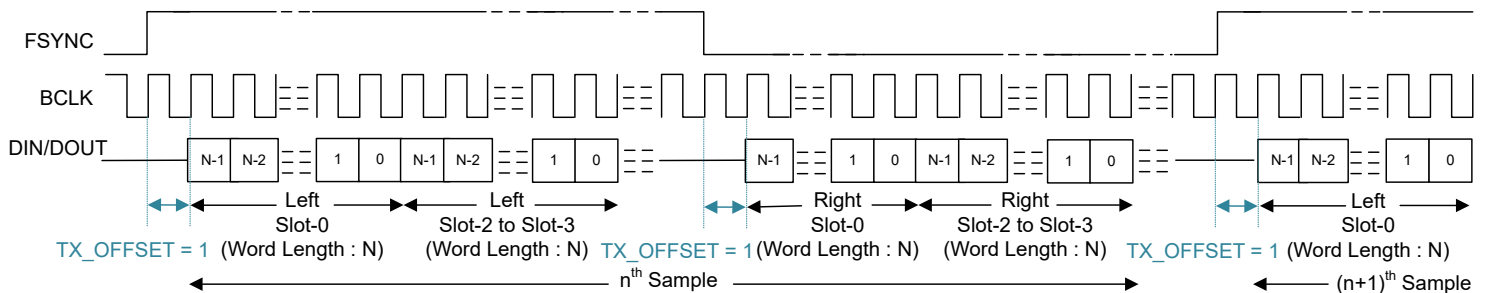 FSYNC
BCLK
DIN/DOUT
N-1 N-2 1 0 N-1 N-2 1 0 N-1 1 0 N-1 N-2 1 0 N-1 N-2 1 0
Left Left Right Right Left
Slot-0 Slot-2 to Slot-3 Slot-0 Slot-2 to Slot-3 Slot-0
TX_OFFSET = 1 (Word Length : N) (Word Length : N) TX_OFFSET = 1 (Word Length : N) (Word Length : N) TX_OFFSET = 1 (Word Length : N)
nth Sample (n+1)th Sample